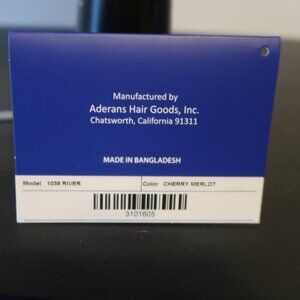 Manufactured by
Aderans Hair Goods, Inc.
Chatsworth, California 91311
MADE IN BANGLADESH
Model 1038 RIVER Color CHERRY MERLOT
3101605